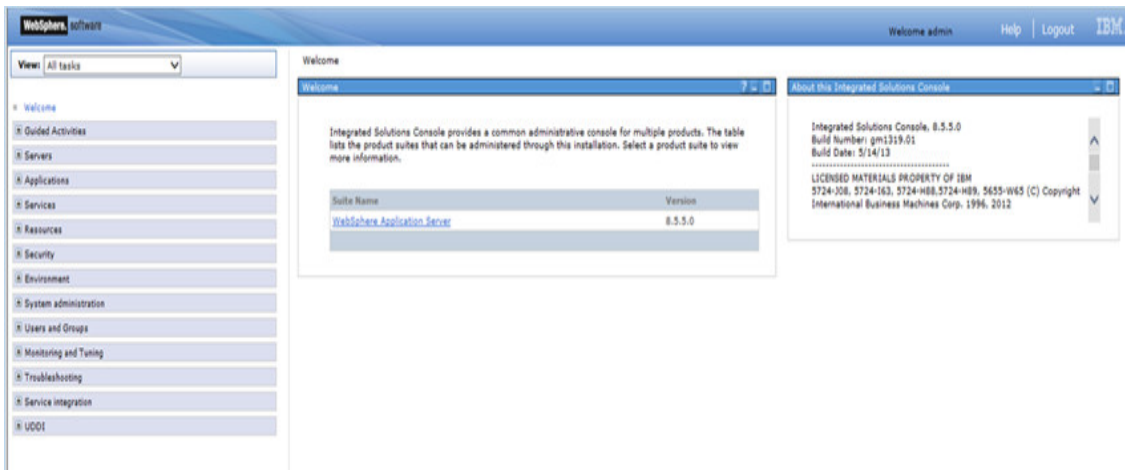 WebSphere. software
Welcome admin Help Logout IBM.
View: All tasks
Welcome
Guided Activities
Servers
Applications
Services
Resources
Security
Environment
System administration
Users and Groups
Monitoring and Tuning
Troubleshooting
Service integration
UDDI
Welcome
Welcome ?
Integrated Solutions Console provides a common administrative console for multiple products. The table
lists the product suites that can be administered through this installation. Select a product suite to view
more information.
Suite Name Version
WebSphere Application Server 8.5.5.0
About this Integrated Solutions Console
Integrated Solutions Console, 8.5.5.0
Build Number: gm1319.01
Build Date: 5/14/13
----------------------------------------
LICENSED MATERIALS PROPERTY OF IBM
5724-J08, 5724-I63, 5724-H88,5724-H89, 5655-W65 (C) Copyright
International Business Machines Corp. 1996, 2012